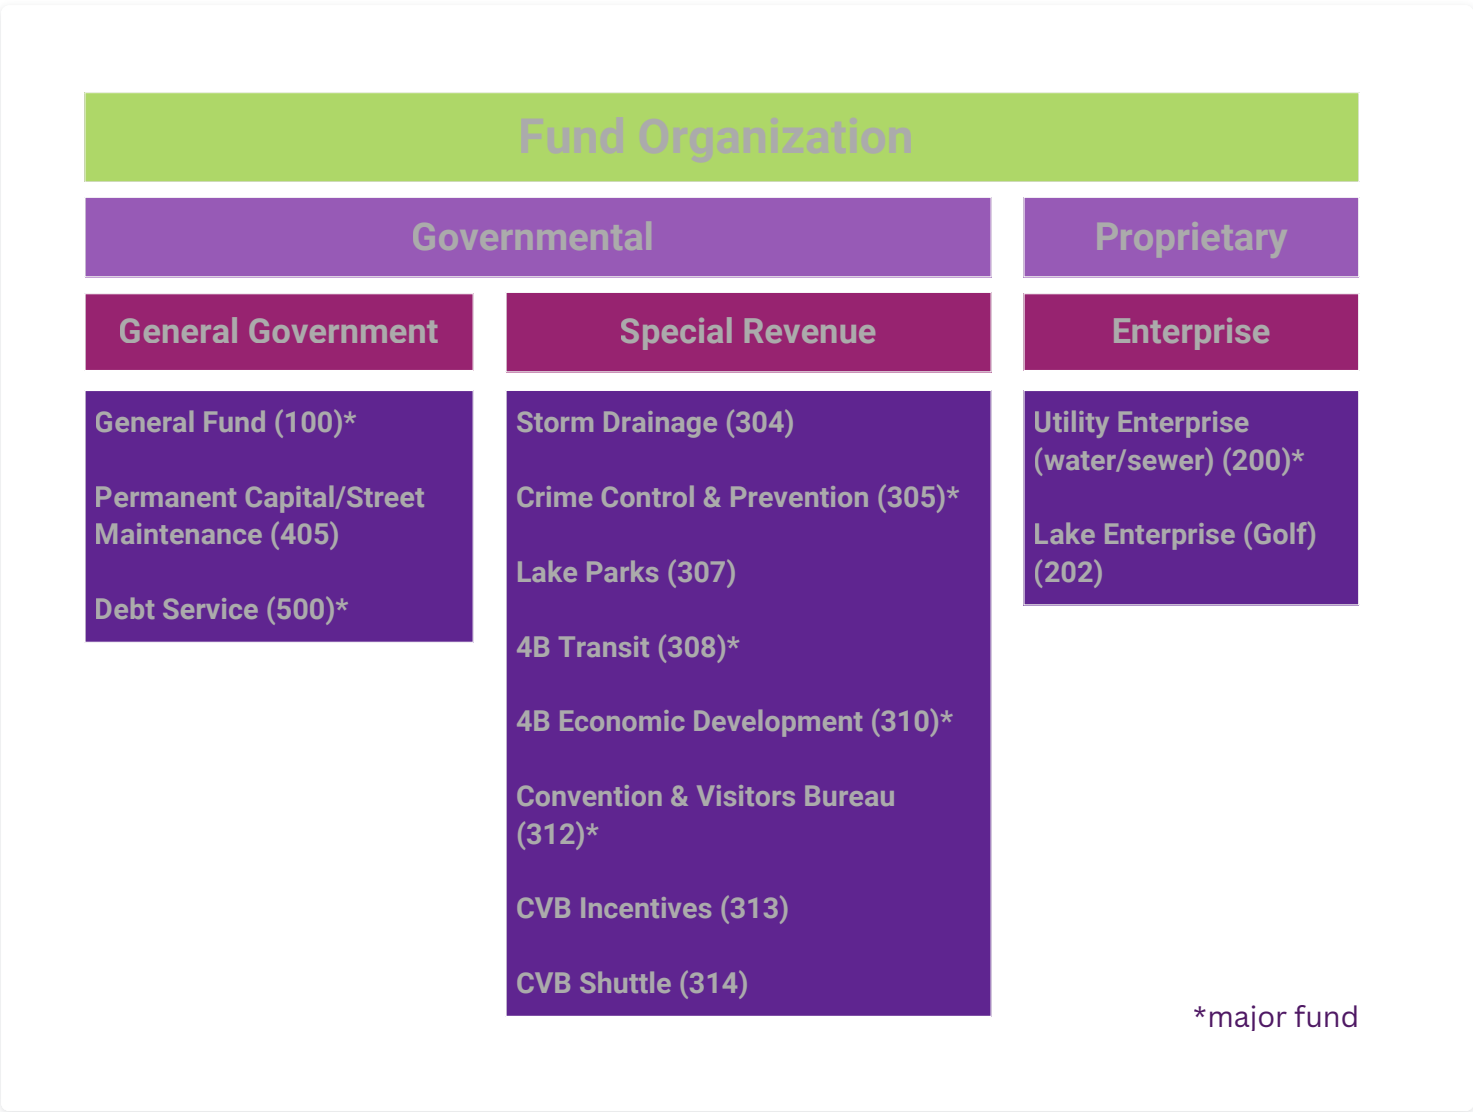 Fund Organization
Governmental
Proprietary
General Government
Special Revenue
Enterprise
General Fund (100)*
Permanent Capital/Street
Maintenance (405)
Debt Service (500)*
Storm Drainage (304)
Crime Control & Prevention (305)*
Lake Parks (307)
4B Transit (308)*
4B Economic Development (310)*
Convention & Visitors Bureau
(312)*
CVB Incentives (313)
CVB Shuttle (314)
Utility Enterprise
(water/sewer) (200)*
Lake Enterprise (Golf)
(202)
*major fund